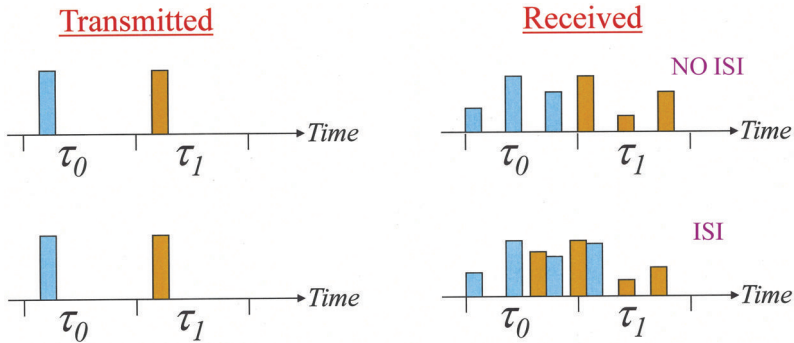 Transmitted
Received
NO ISI
Time
τ0
τ1
Time
τ0
τ1
ISI
Time
τ0
τ1
Time
τ0
τ1